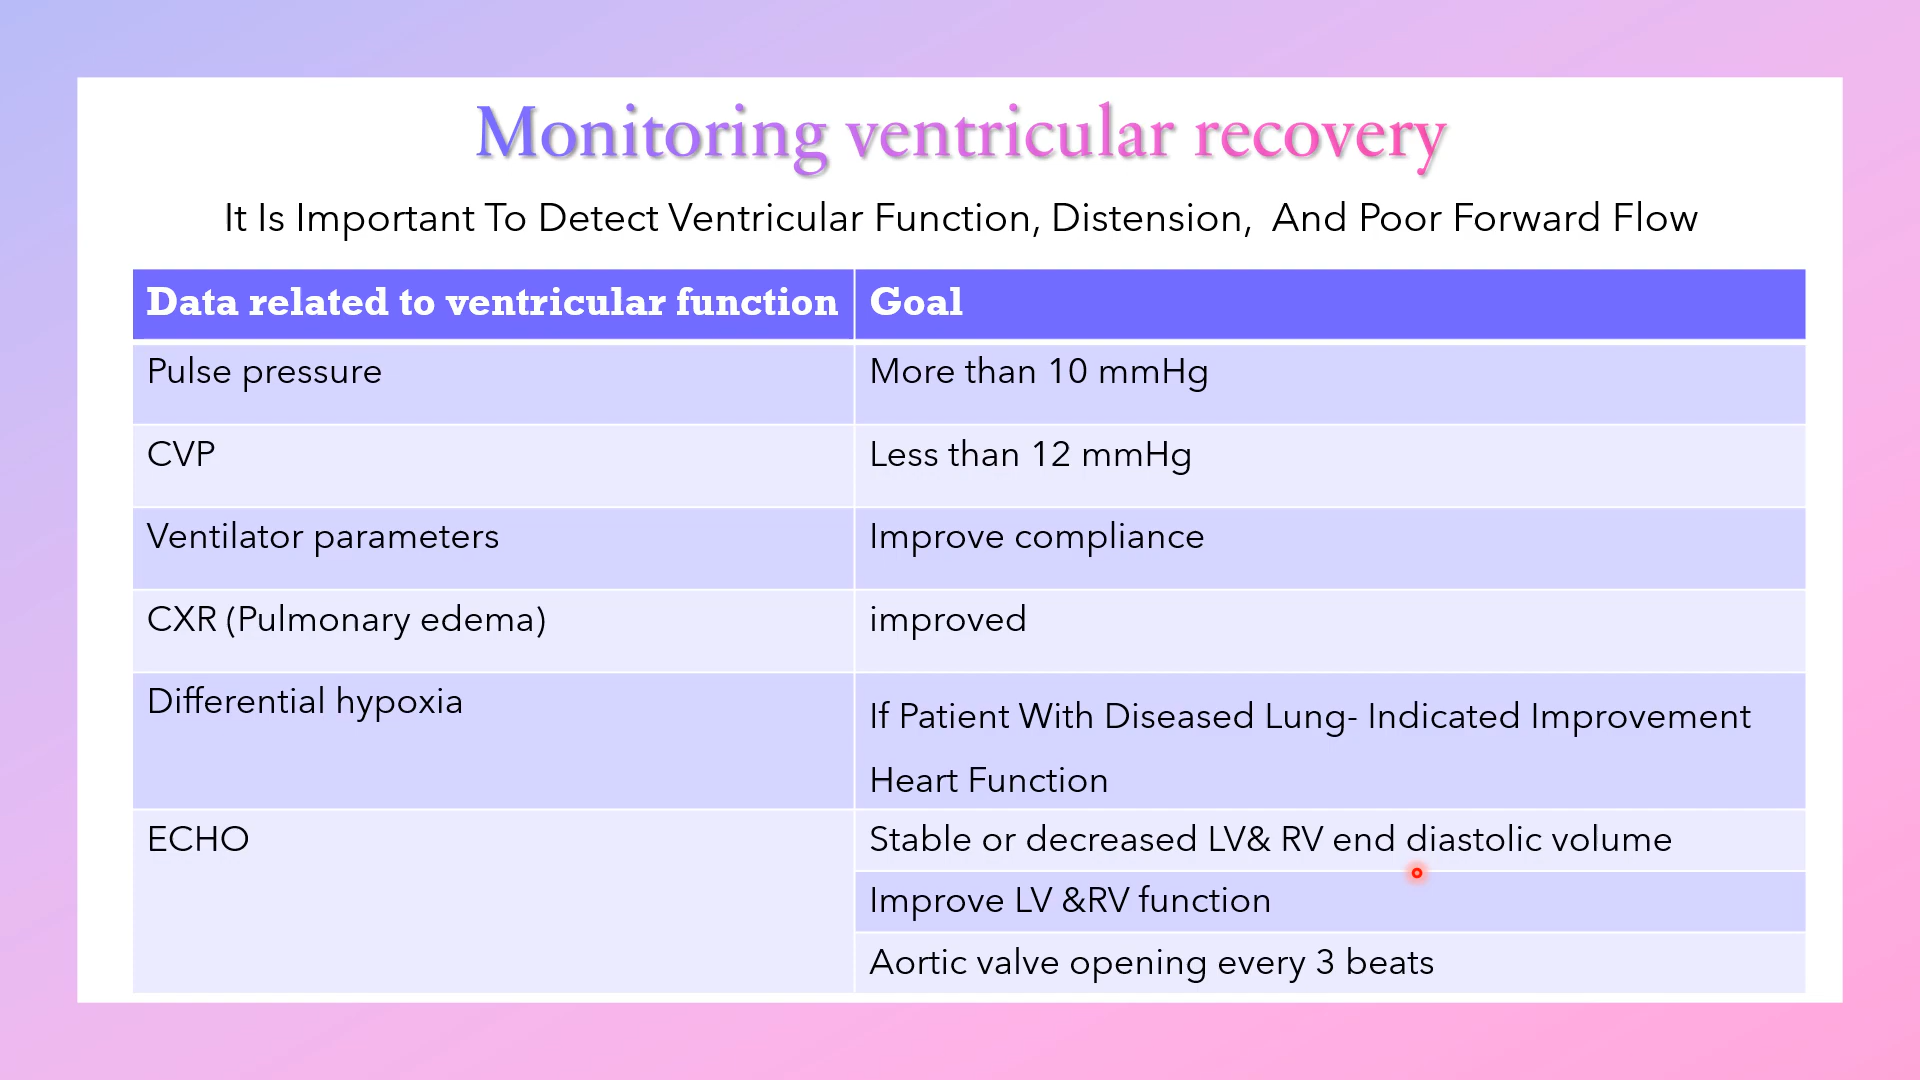 Monitoring ventricular recovery
It Is Important To Detect Ventricular Function, Distension, And Poor Forward Flow
Data related to ventricular function Goal
Pulse pressure More than 10 mmHg
CVP Less than 12 mmHg
Ventilator parameters Improve compliance
CXR (Pulmonary edema) improved
Differential hypoxia If Patient With Diseased Lung- Indicated Improvement
Heart Function
ECHO Stable or decreased LV& RV end diastolic volume
Improve LV &RV function
Aortic valve opening every 3 beats